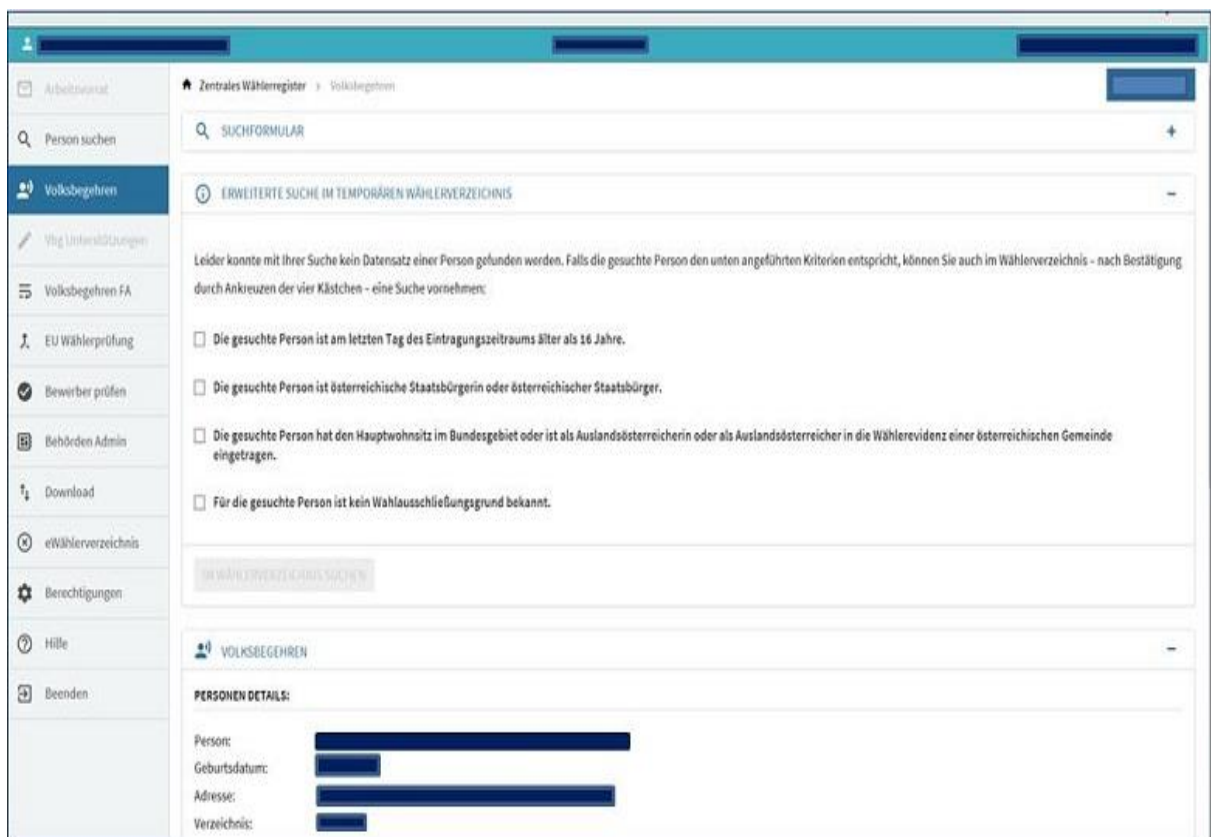 Arbeitsvorrat
Person suchen
Volksbegehren
Vbg Unterstützungen
Volksbegehren FA
EU Wählerprüfung
Bewerber prüfen
Behörden Admin
Download
eWählerverzeichnis
Berechtigungen
Hilfe
Beenden
Zentrales Wählerregister > Volksbegehren
SUCHFORMULAR +
ERWEITERTE SUCHE IM TEMPORÄREN WÄHLERVERZEICHNIS –
Leider konnte mit Ihrer Suche kein Datensatz einer Person gefunden werden. Falls die gesuchte Person den unten angeführten Kriterien entspricht, können Sie auch im Wählerverzeichnis – nach Bestätigung
durch Ankreuzen der vier Kästchen – eine Suche vornehmen:
Die gesuchte Person ist am letzten Tag des Eintragungszeitraums älter als 16 Jahre.
Die gesuchte Person ist österreichische Staatsbürgerin oder österreichischer Staatsbürger.
Die gesuchte Person hat den Hauptwohnsitz im Bundesgebiet oder ist als Auslandsösterreicherin oder als Auslandsösterreicher in die Wählerevidenz einer österreichischen Gemeinde
eingetragen.
Für die gesuchte Person ist kein Wahlausschließungsgrund bekannt.
IM WÄHLERVERZEICHNIS SUCHEN
VOLKSBEGEHREN –
PERSONEN DETAILS:
Person:
Geburtsdatum:
Adresse:
Verzeichnis: